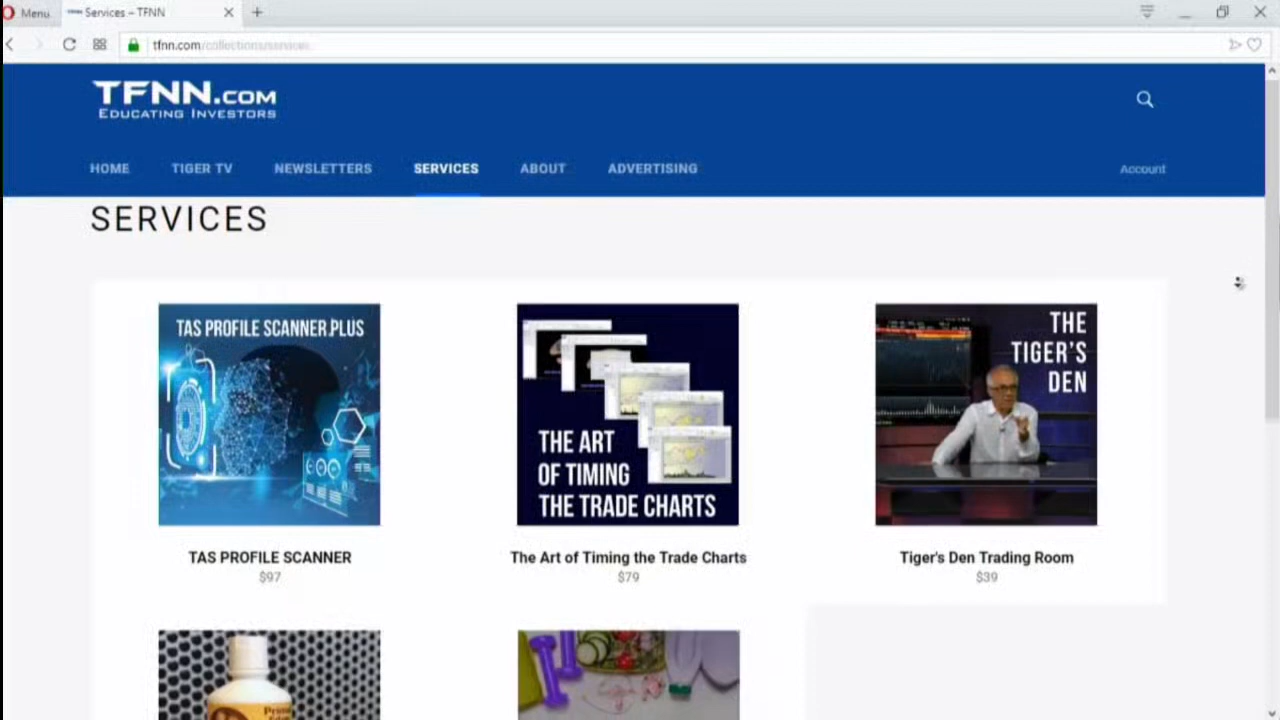 Menu
Services – TFNN
tfnn.com/collections/services
TFNN.COM
EDUCATING INVESTORS
HOME
TIGER TV
NEWSLETTERS
SERVICES
ABOUT
ADVERTISING
Account
SERVICES
TAS PROFILE SCANNER PLUS
THE ART
OF TIMING
THE TRADE CHARTS
THE
TIGER'S
DEN
TAS PROFILE SCANNER
$97
The Art of Timing the Trade Charts
$79
Tiger's Den Trading Room
$39